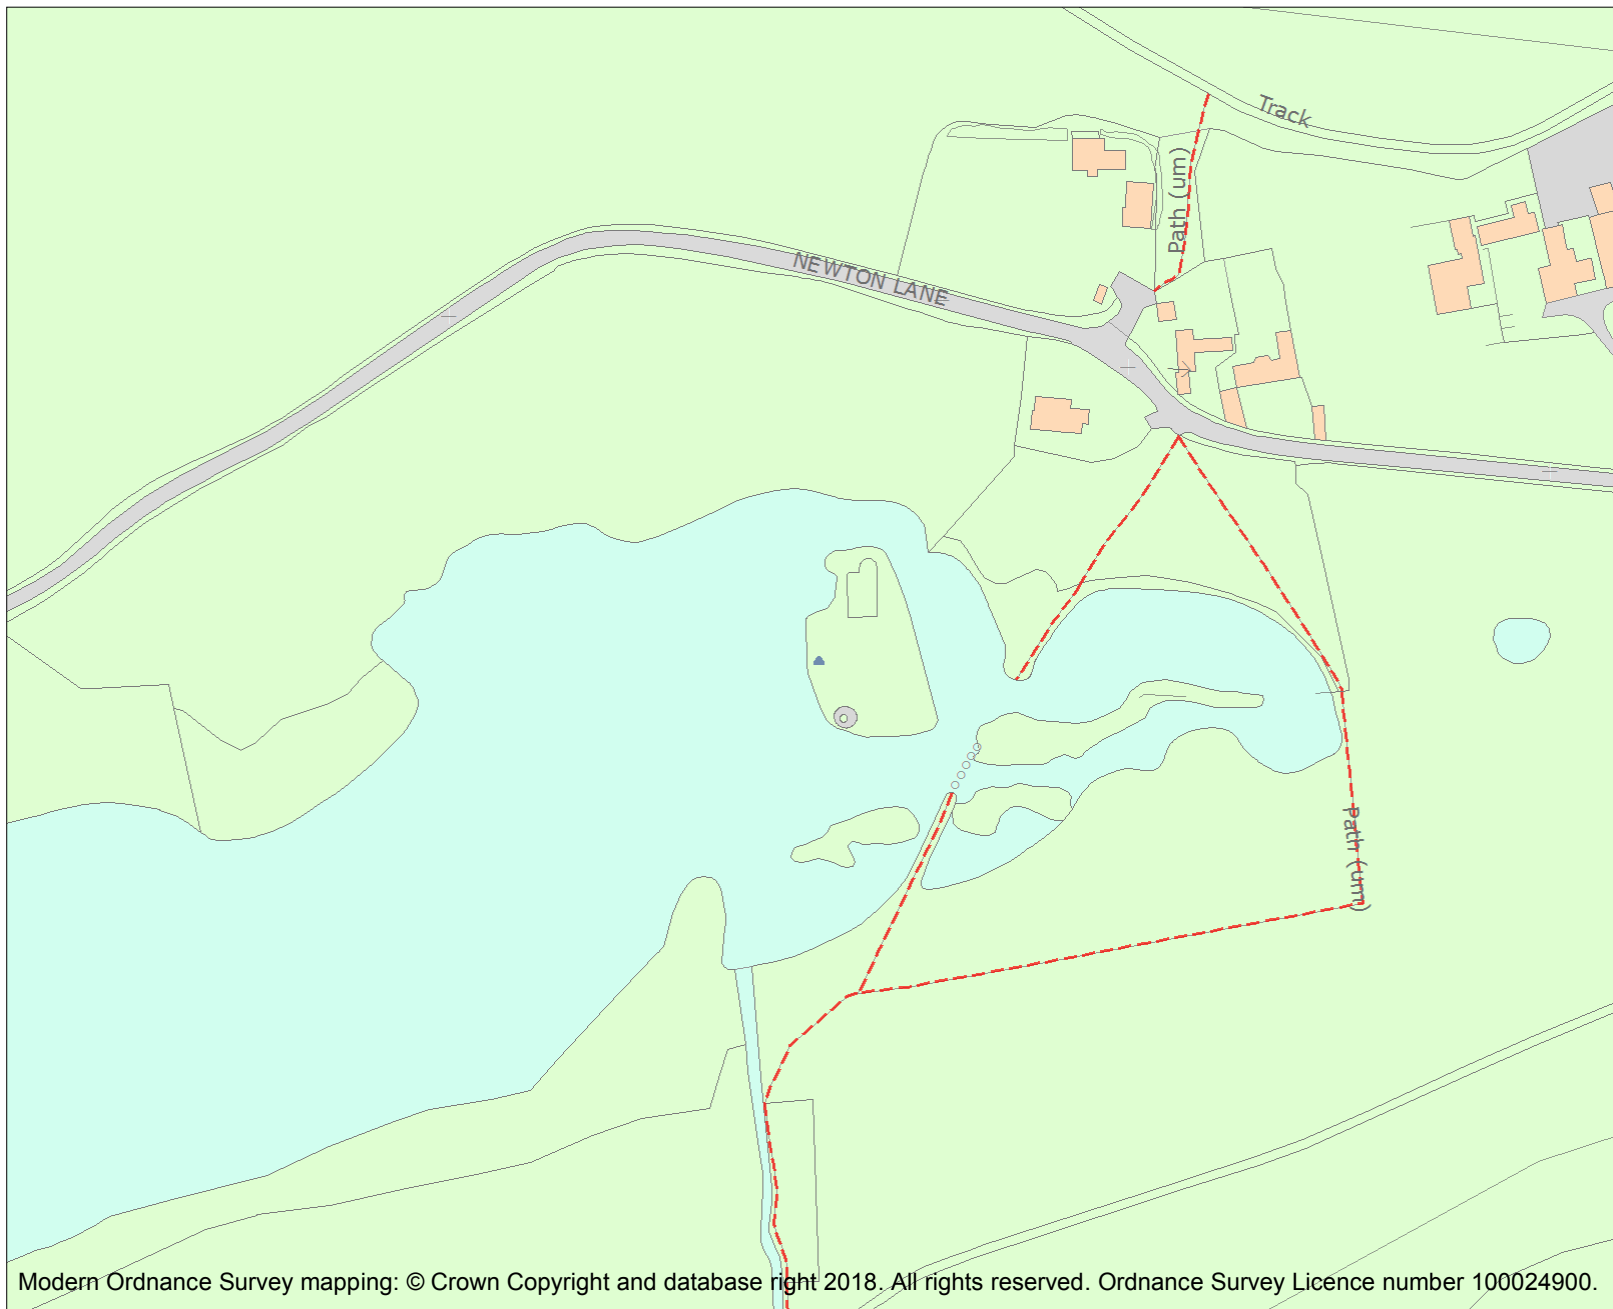 Track
Path (um)
NEWTON LANE
Path (um)
Modern Ordnance Survey mapping: © Crown Copyright and database right 2018. All rights reserved. Ordnance Survey Licence number 100024900.